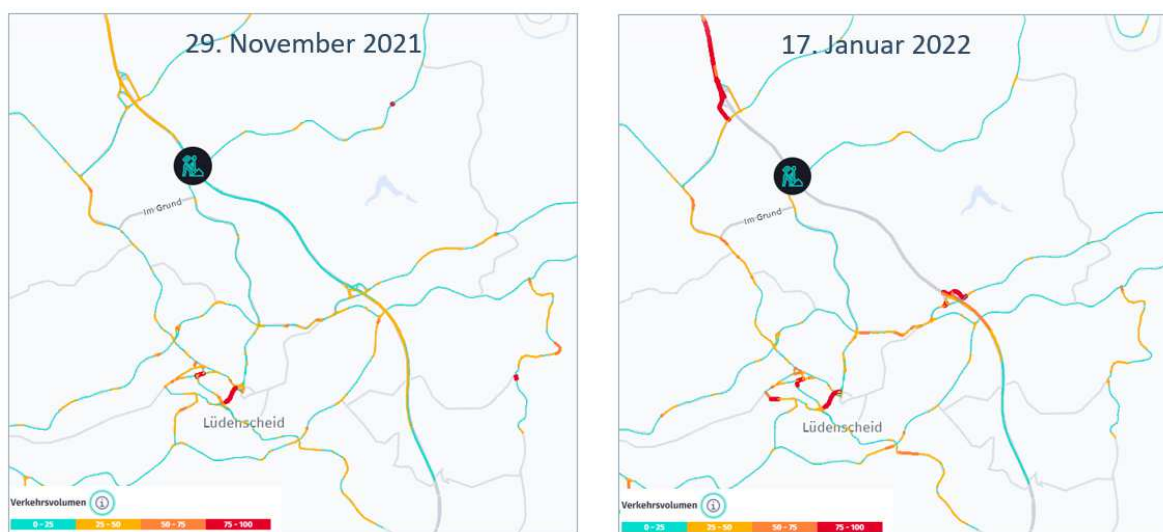 29. November 2021
Im Grund
Lüdenscheid
Verkehrsvolumen
0 - 25 25 - 50 50 - 75 75 - 100
17. Januar 2022
Im Grund
Lüdenscheid
Verkehrsvolumen
0 - 25 25 - 50 50 - 75 75 - 100